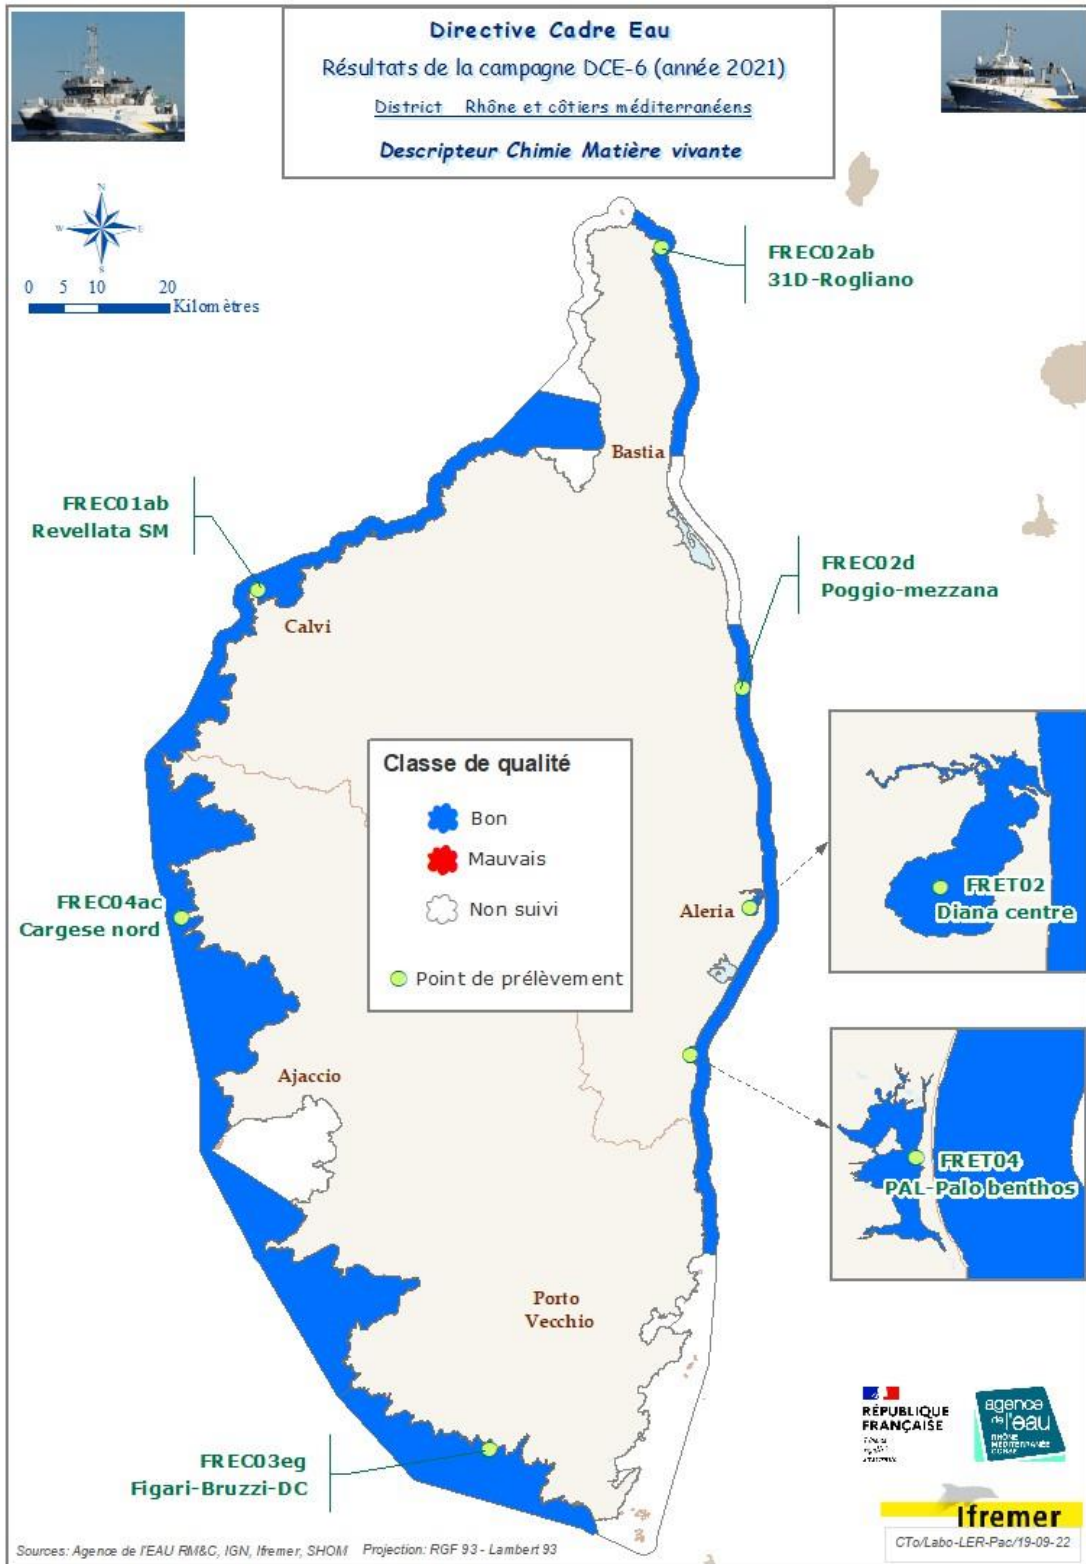 Directive Cadre Eau
Résultats de la campagne DCE-6 (année 2021)
District Rhône et côtiers méditerranéens
Descripteur Chimie Matière vivante
N
W E
S
0 5 10 20
Kilomètres
FREC02ab
31D-Rogliano
Bastia
FREC01ab
Revellata SM
FREC02d
Poggio-mezzana
Calvi
Classe de qualité
Bon
Mauvais
Non suivi
Point de prélèvement
FREC04ac
Cargese nord
Aleria
FRET02
Diana centre
FRET04
PAL-Palo benthos
Ajaccio
Porto
Vecchio
FREC03eg
Figari-Bruzzi-DC
RÉPUBLIQUE
FRANÇAISE
agence
de l'eau
RHÔNE
MÉDITERRANÉE
CORSE
Ifremer
CTo/Labo-LER-Pac/19-09-22
Sources: Agence de l'EAU RM&C, IGN, Ifremer, SHOM Projection: RGF 93 - Lambert 93